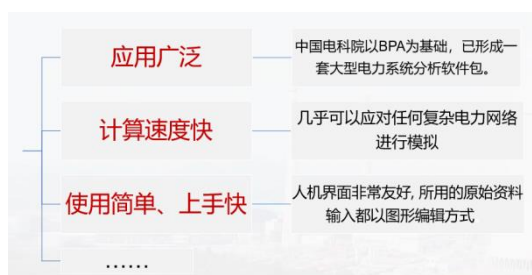 应用广泛
中国电科院以BPA为基础，已形成一
套大型电力系统分析软件包。
计算速度快
几乎可以应对任何复杂电力网络
进行模拟
使用简单、上手快
人机界面非常友好, 所用的原始资料
输入都以图形编辑方式
……